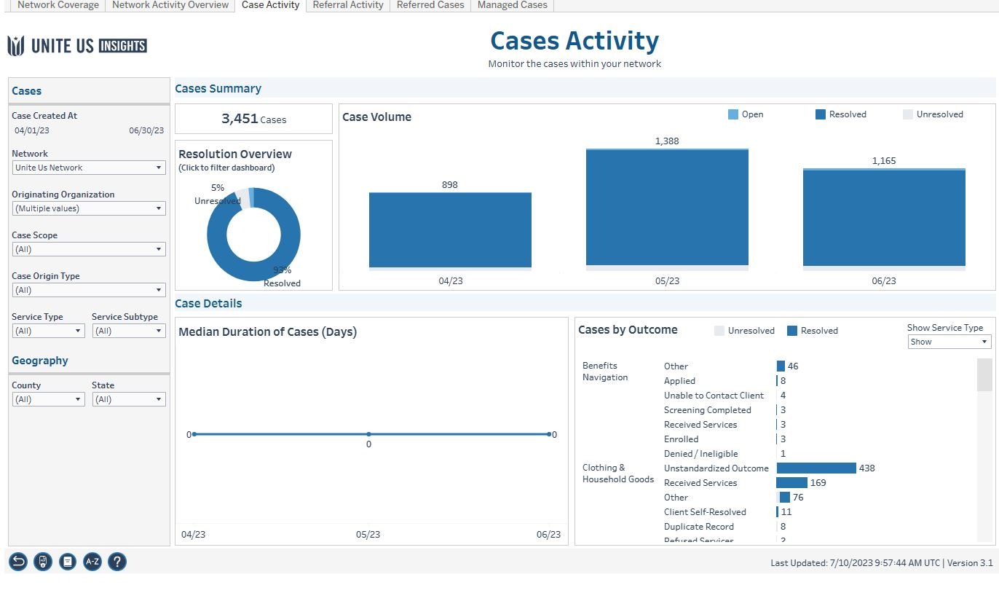 Network Coverage
Network Activity Overview
Case Activity
Referral Activity
Referred Cases
Managed Cases
UNITE US INSIGHTS
Cases Activity
Monitor the cases within your network
Cases
Case Created At
04/01/23 06/30/23
Network
Unite Us Network
Originating Organization
(Multiple values)
Case Scope
(All)
Case Origin Type
(All)
Service Type Service Subtype
(All) (All)
Geography
County State
(All) (All)
Cases Summary
3,451 Cases
Resolution Overview
(Click to filter dashboard)
5%
Unresolved
93%
Resolved
Case Volume
Open Resolved Unresolved
898
1,388
1,165
04/23 05/23 06/23
Case Details
Median Duration of Cases (Days)
0
0
0
04/23 05/23 06/23
Cases by Outcome
Unresolved Resolved
Show Service Type
Show
Benefits
Navigation
Other 46
Applied 8
Unable to Contact Client 4
Screening Completed 3
Received Services 3
Enrolled 3
Denied / Ineligible 1
Clothing &
Household Goods
Unstandardized Outcome 438
Received Services 169
Other 76
Client Self-Resolved 11
Duplicate Record 8
Refused Services 2
A-Z
?
Last Updated: 7/10/2023 9:57:44 AM UTC | Version 3.1